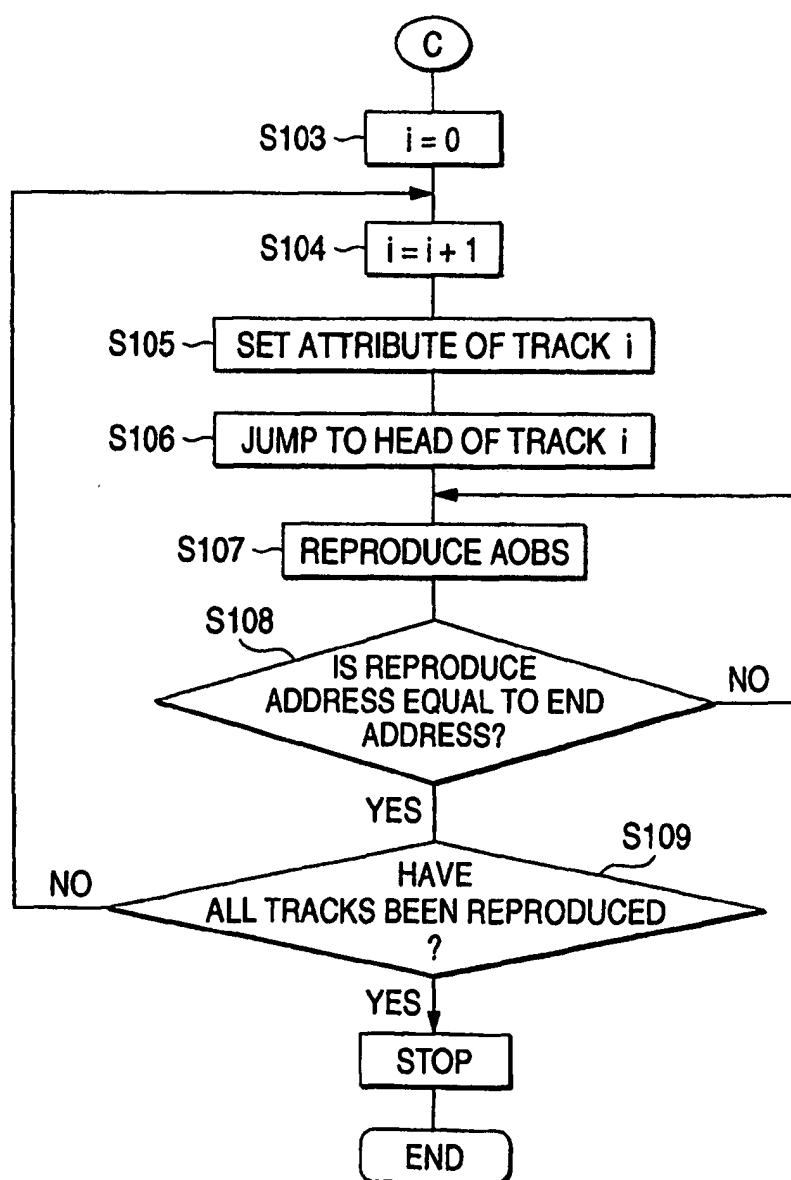 C
S103
i = 0
S104
i = i + 1
S105
SET ATTRIBUTE OF TRACK i
S106
JUMP TO HEAD OF TRACK i
S107
REPRODUCE AOBS
S108
IS REPRODUCE
ADDRESS EQUAL TO END
ADDRESS?
NO
YES
S109
HAVE
ALL TRACKS BEEN REPRODUCED
?
NO
YES
STOP
END